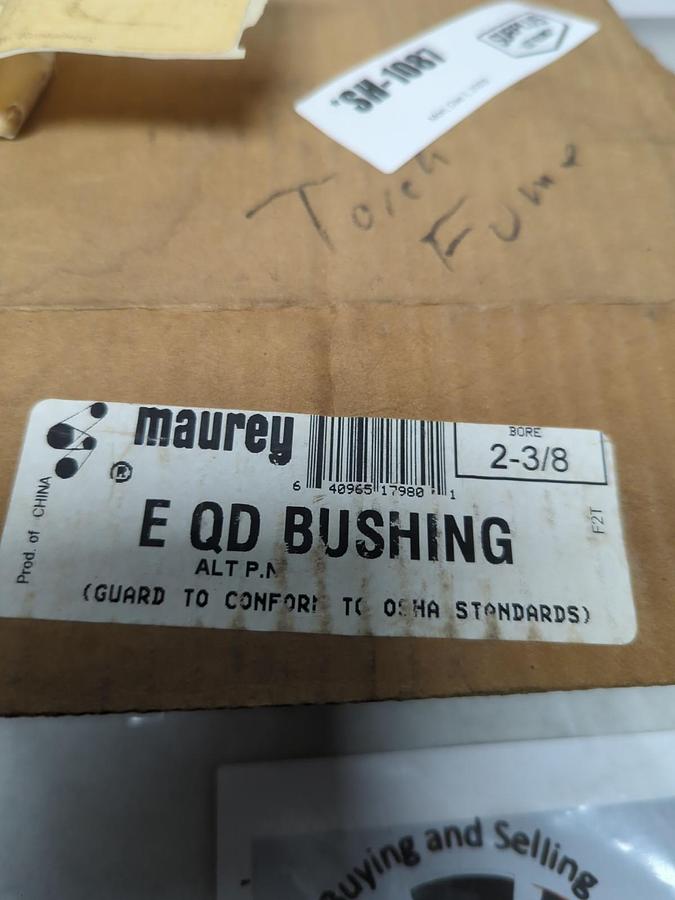 *SH-1087
Torch
Fume
maurey
®
BORE
2-3/8
6 40965 17980 1
Prod. of CHINA
E QD BUSHING
F2T
ALT P.N
(GUARD TO CONFORM TO OSHA STANDARDS)
Buying and Selling